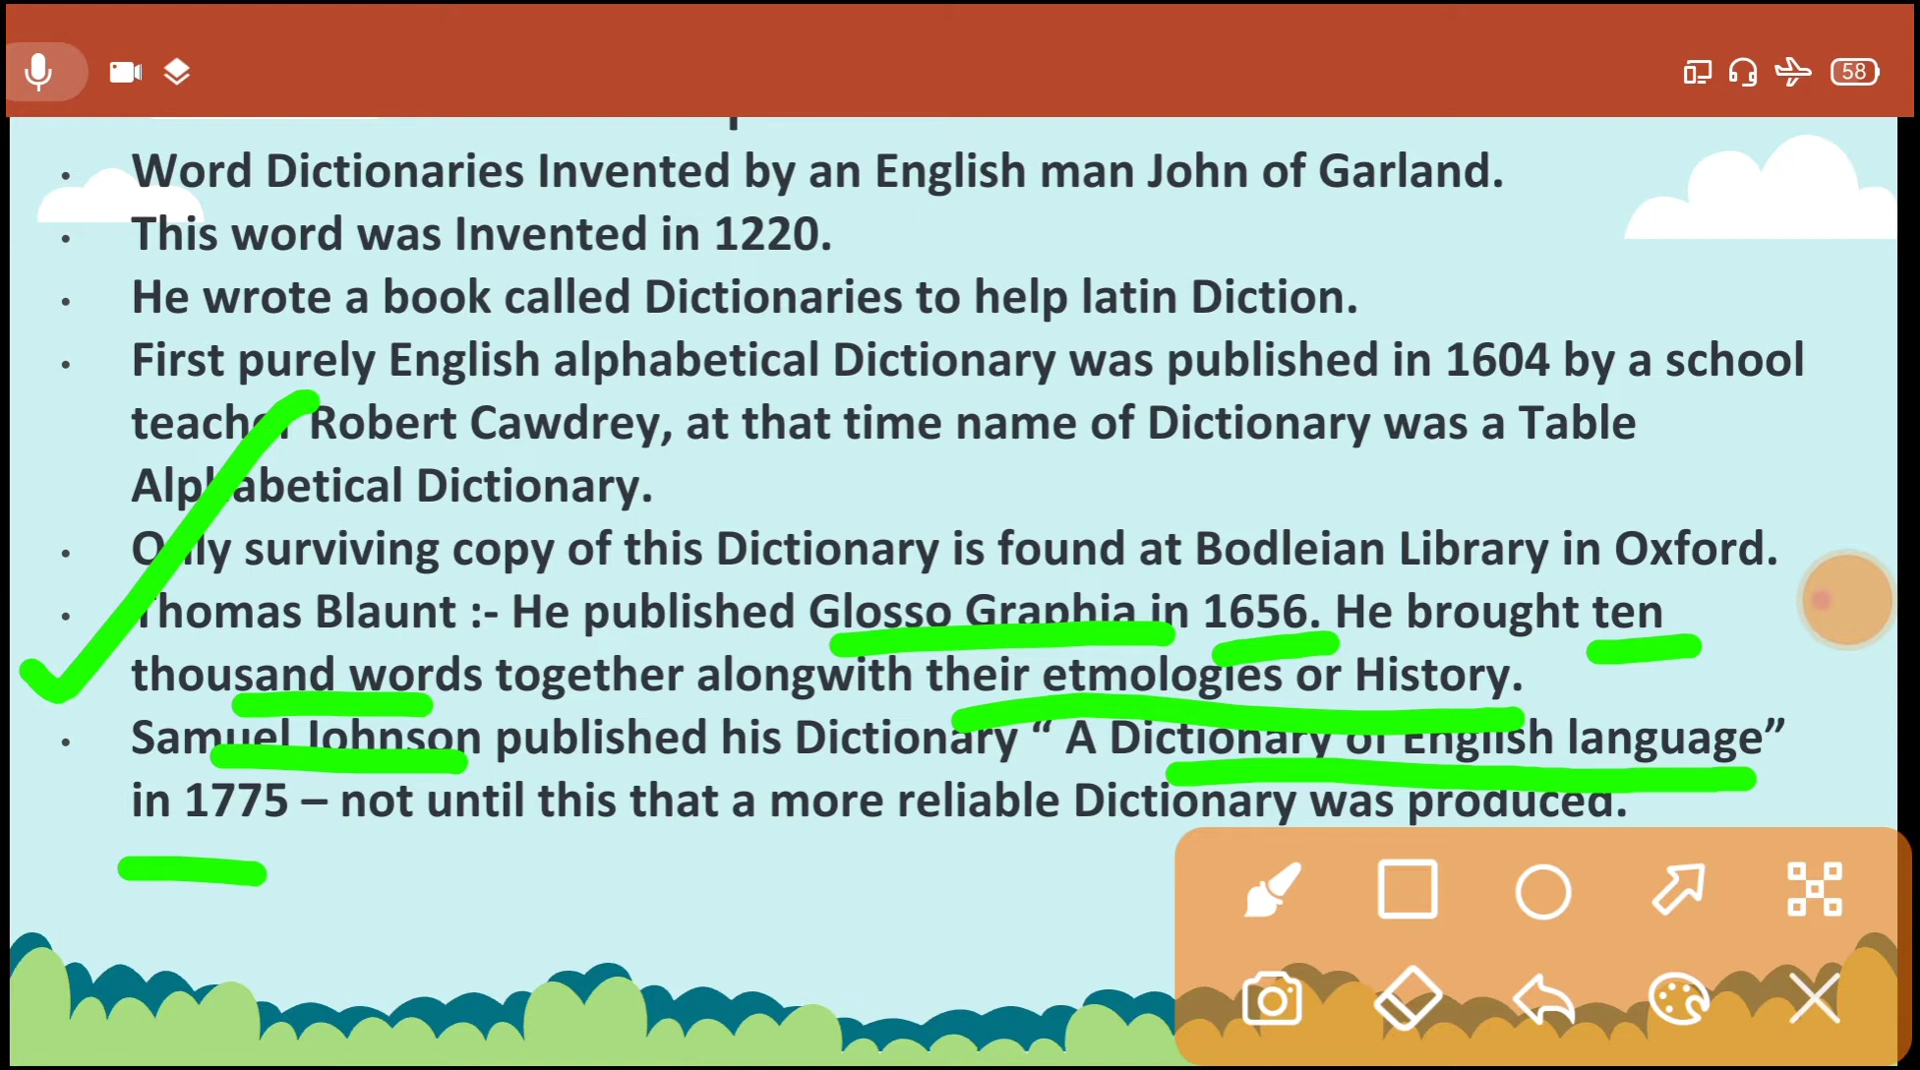 58
• Word Dictionaries Invented by an English man John of Garland.
• This word was Invented in 1220.
• He wrote a book called Dictionaries to help latin Diction.
• First purely English alphabetical Dictionary was published in 1604 by a school
teacher Robert Cawdrey, at that time name of Dictionary was a Table
Alphabetical Dictionary.
• Only surviving copy of this Dictionary is found at Bodleian Library in Oxford.
• Thomas Blaunt :- He published Glosso Graphia in 1656. He brought ten
thousand words together alongwith their etmologies or History.
• Samuel Johnson published his Dictionary “ A Dictionary of English language”
in 1775 – not until this that a more reliable Dictionary was produced.